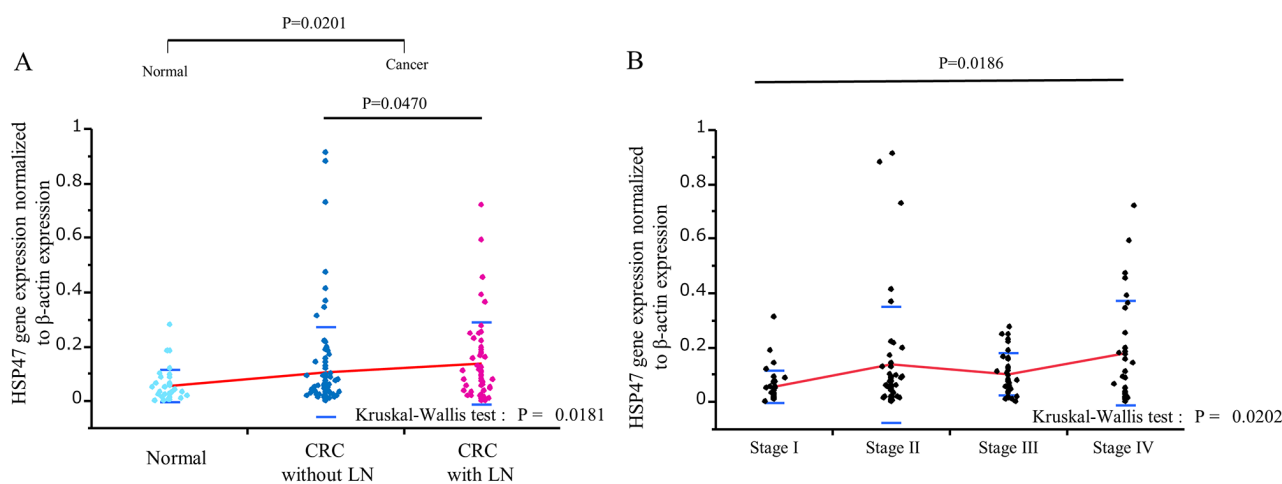 A
P=0.0201
Normal
Cancer
P=0.0470
HSP47 gene expression normalized
to β-actin expression
1
0.8
0.6
0.4
0.2
0
Kruskal-Wallis test : P = 0.0181
Normal
CRC
without LN
CRC
with LN
B
P=0.0186
HSP47 gene expression normalized
to β-actin expression
1
0.8
0.6
0.4
0.2
0
Kruskal-Wallis test : P = 0.0202
Stage I
Stage II
Stage III
Stage IV